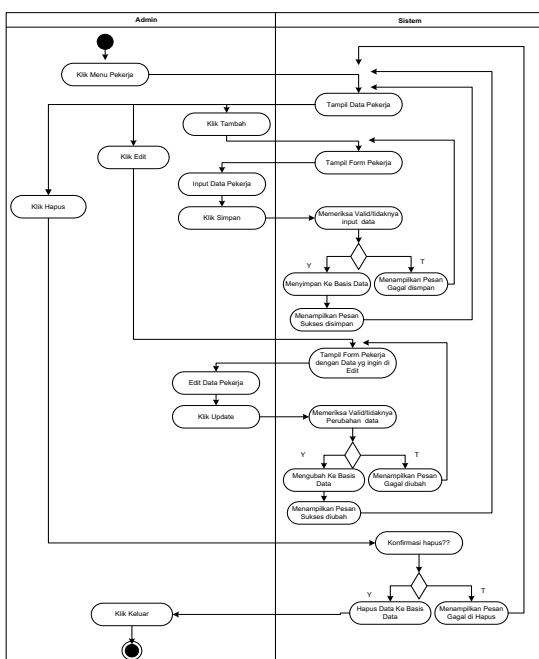 Admin
Sistem
Klik Menu Pekerja
Tampil Data Pekerja
Klik Tambah
Klik Edit
Tampil Form Pekerja
Input Data Pekerja
Klik Hapus
Klik Simpan
Memeriksa Valid/tidaknya
input data
Y
T
Menyimpan Ke Basis Data
Menampilkan Pesan
Gagal dismpan
Menampilkan Pesan
Sukses disimpan
Tampil Form Pekerja
dengan Data yg ingin di
Edit
Edit Data Pekerja
Klik Update
Memeriksa Valid/tidaknya
Perubahan data
Y
T
Mengubah Ke Basis
Data
Menampilkan Pesan
Gagal diubah
Menampilkan Pesan
Sukses diubah
Konfirmasi hapus??
Y
T
Hapus Data Ke Basis
Data
Menampilkan Pesan
Gagal di Hapus
Klik Keluar